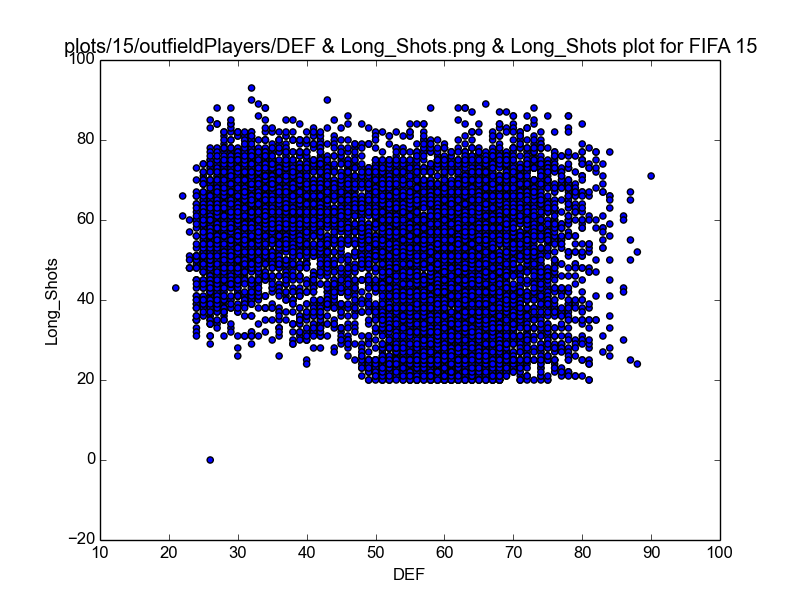 plots/15/outfieldPlayers/DEF & Long_Shots.png & Long_Shots plot for FIFA 15
100
80
60
40
20
0
−20
Long_Shots
10 20 30 40 50 60 70 80 90 100
DEF